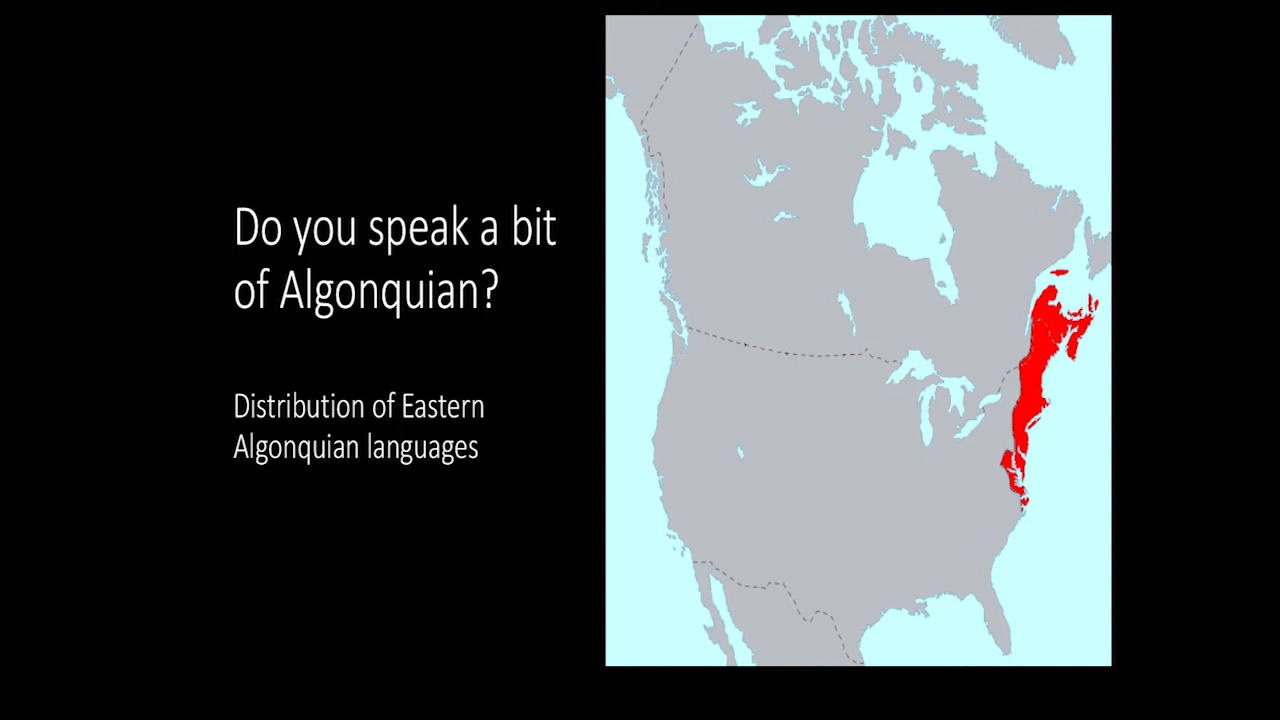 Do you speak a bit
of Algonquian?
Distribution of Eastern
Algonquian languages